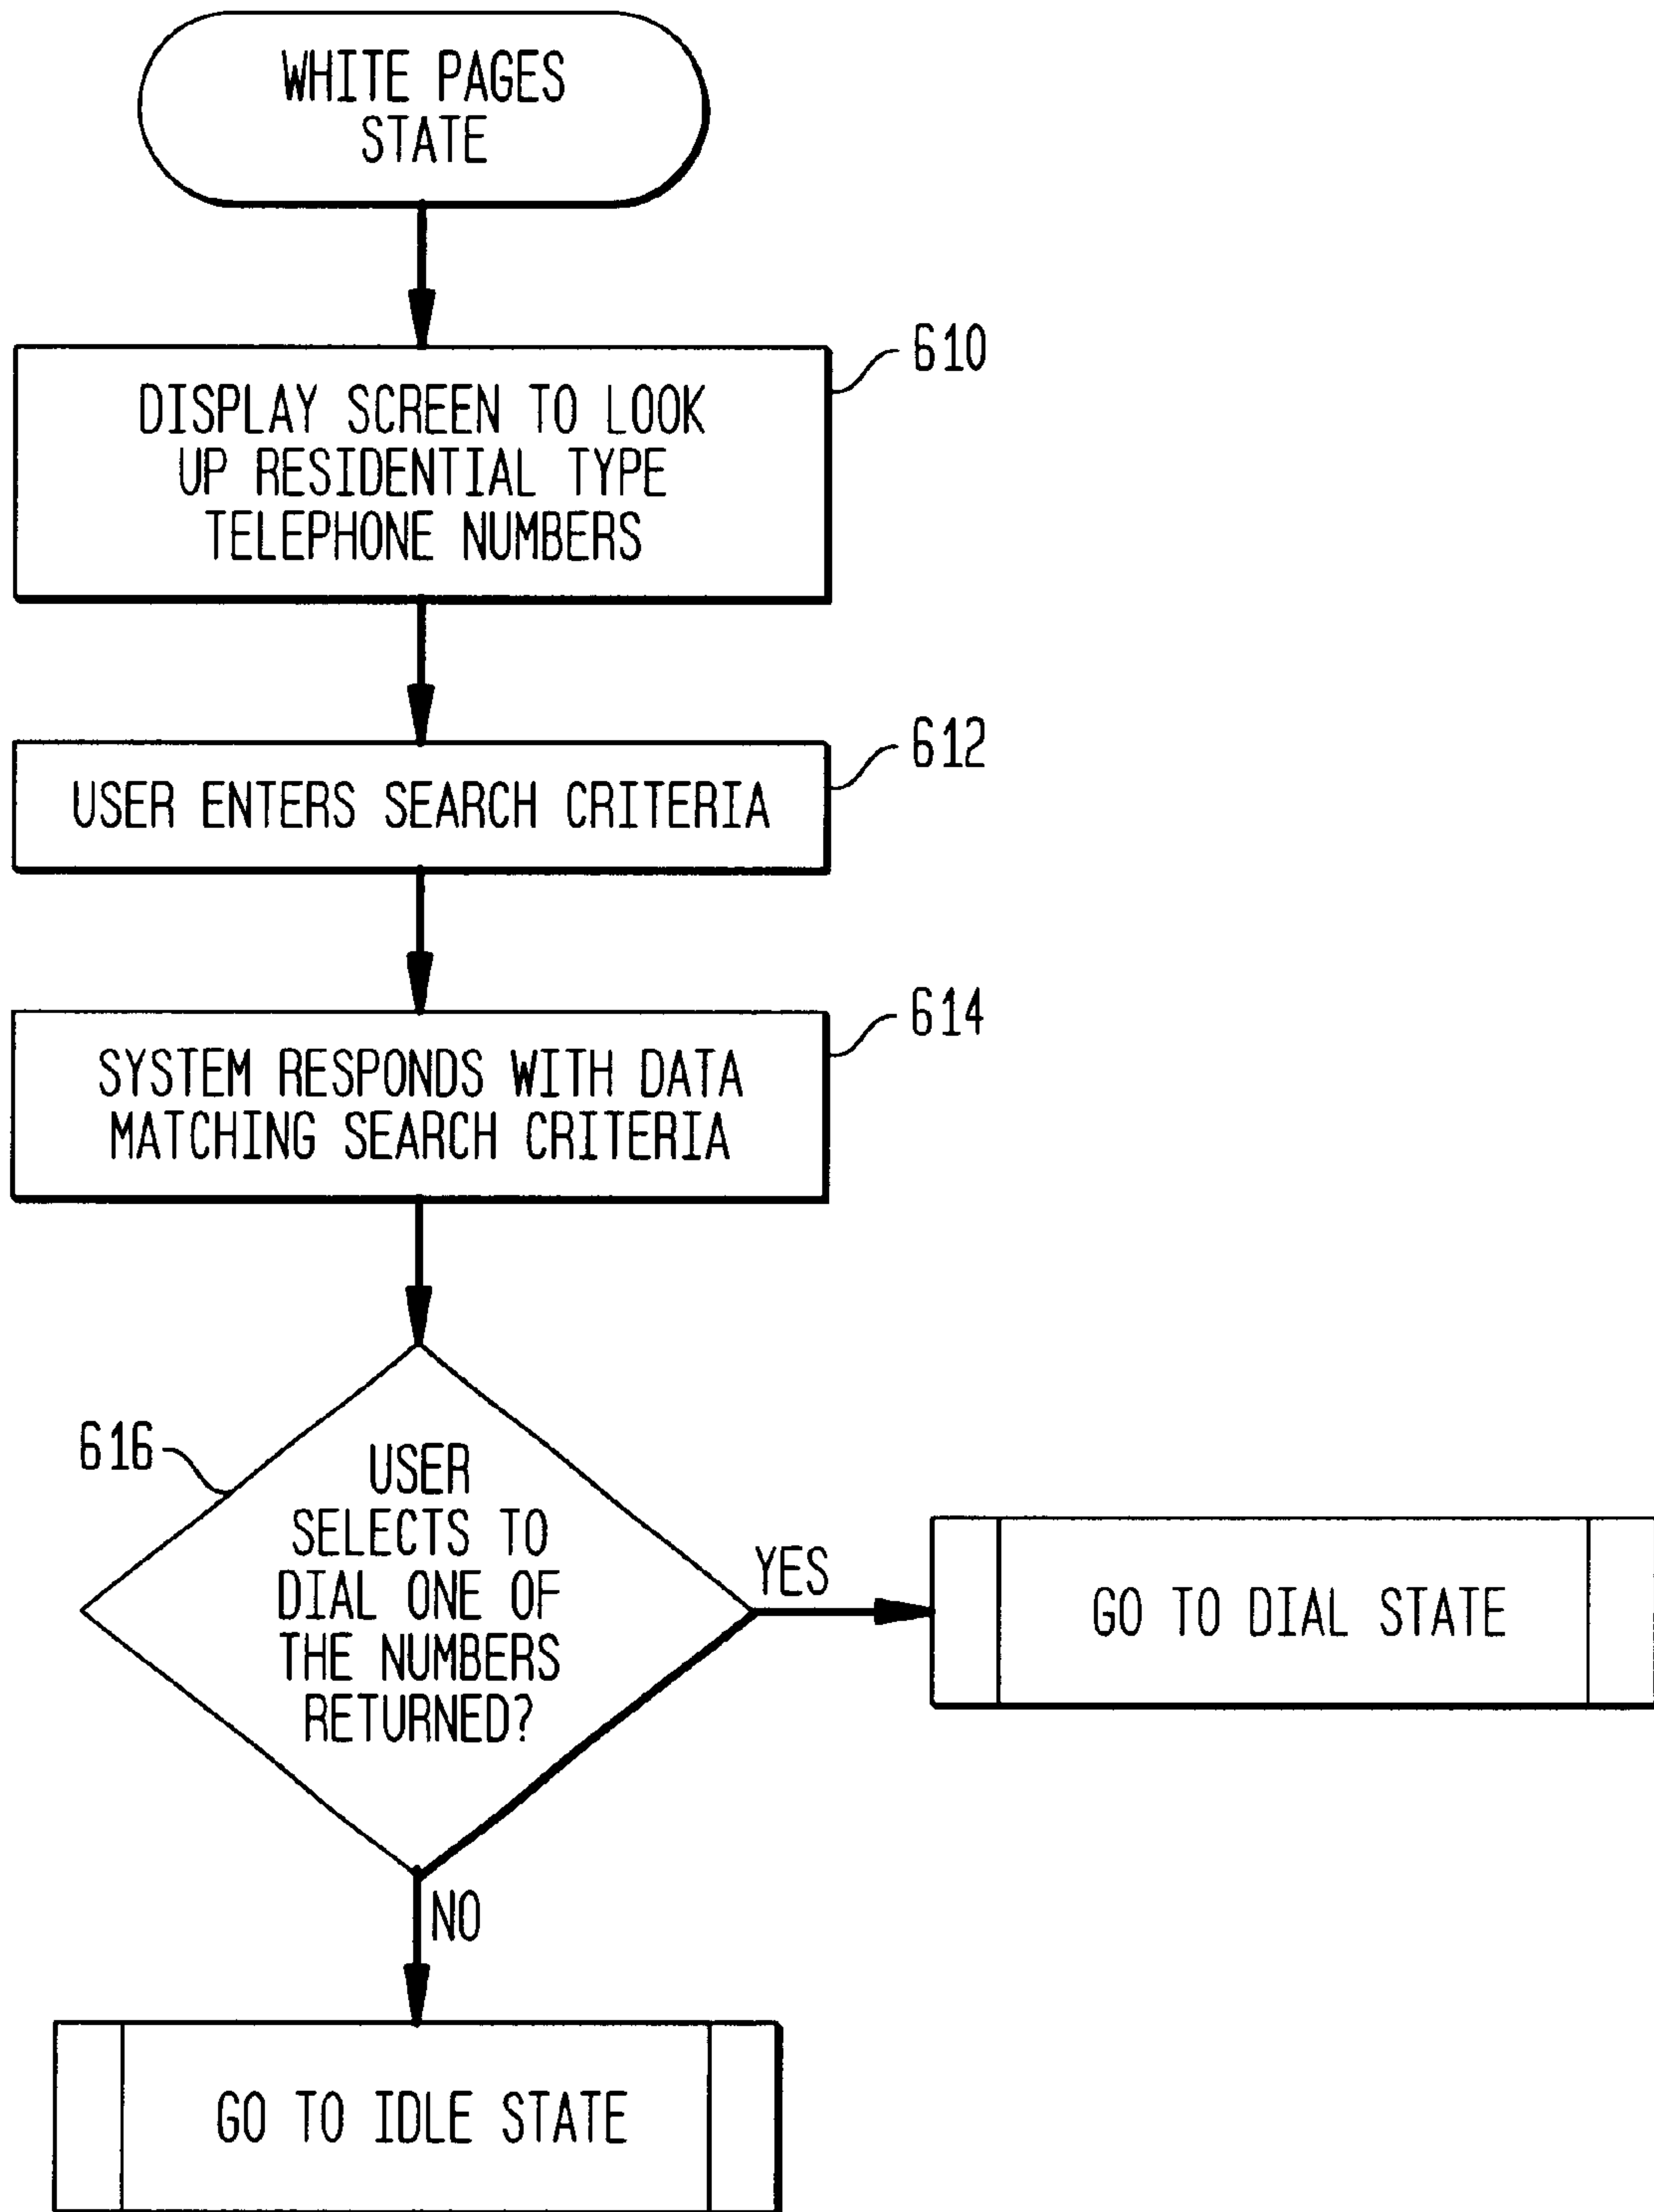 WHITE PAGES
STATE
610
DISPLAY SCREEN TO LOOK
UP RESIDENTIAL TYPE
TELEPHONE NUMBERS
612
USER ENTERS SEARCH CRITERIA
614
SYSTEM RESPONDS WITH DATA
MATCHING SEARCH CRITERIA
616
USER
SELECTS TO
DIAL ONE OF
THE NUMBERS
RETURNED?
YES
GO TO DIAL STATE
NO
GO TO IDLE STATE